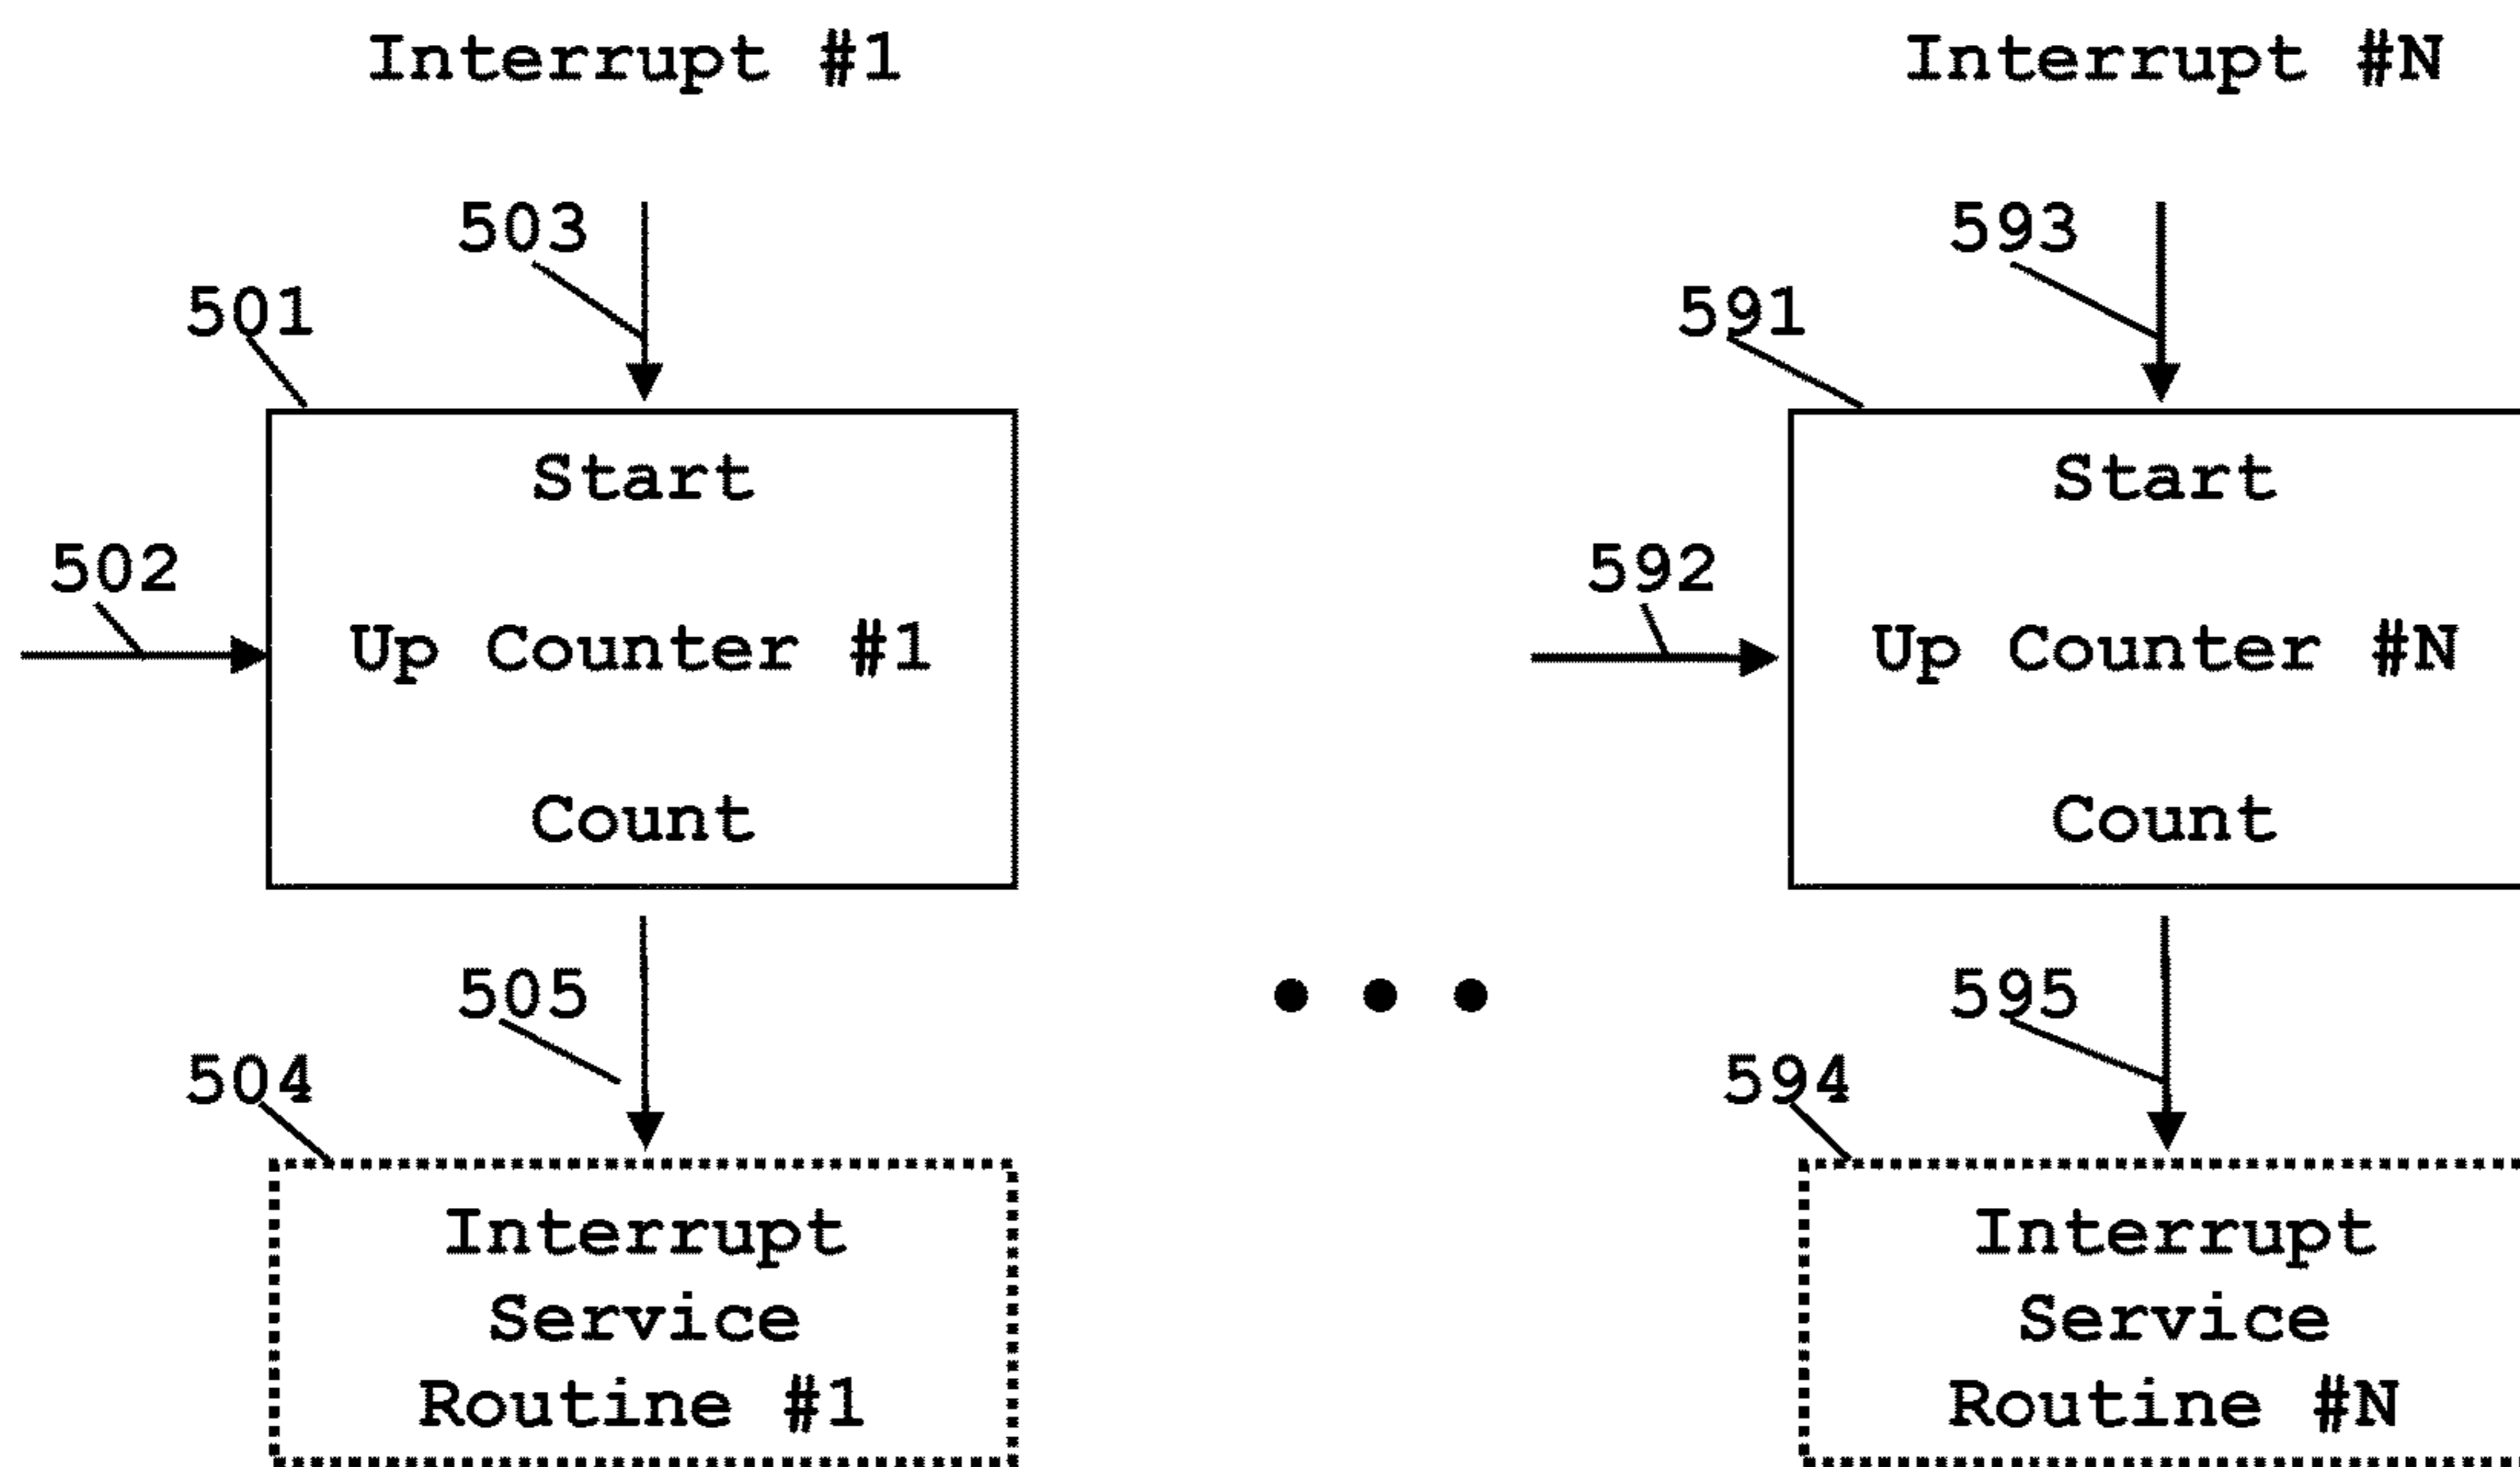 Interrupt #1
503
501
Start
502
Up Counter #1
Count
505
504
Interrupt
Service
Routine #1
Interrupt #N
593
591
Start
592
Up Counter #N
Count
595
594
Interrupt
Service
Routine #N